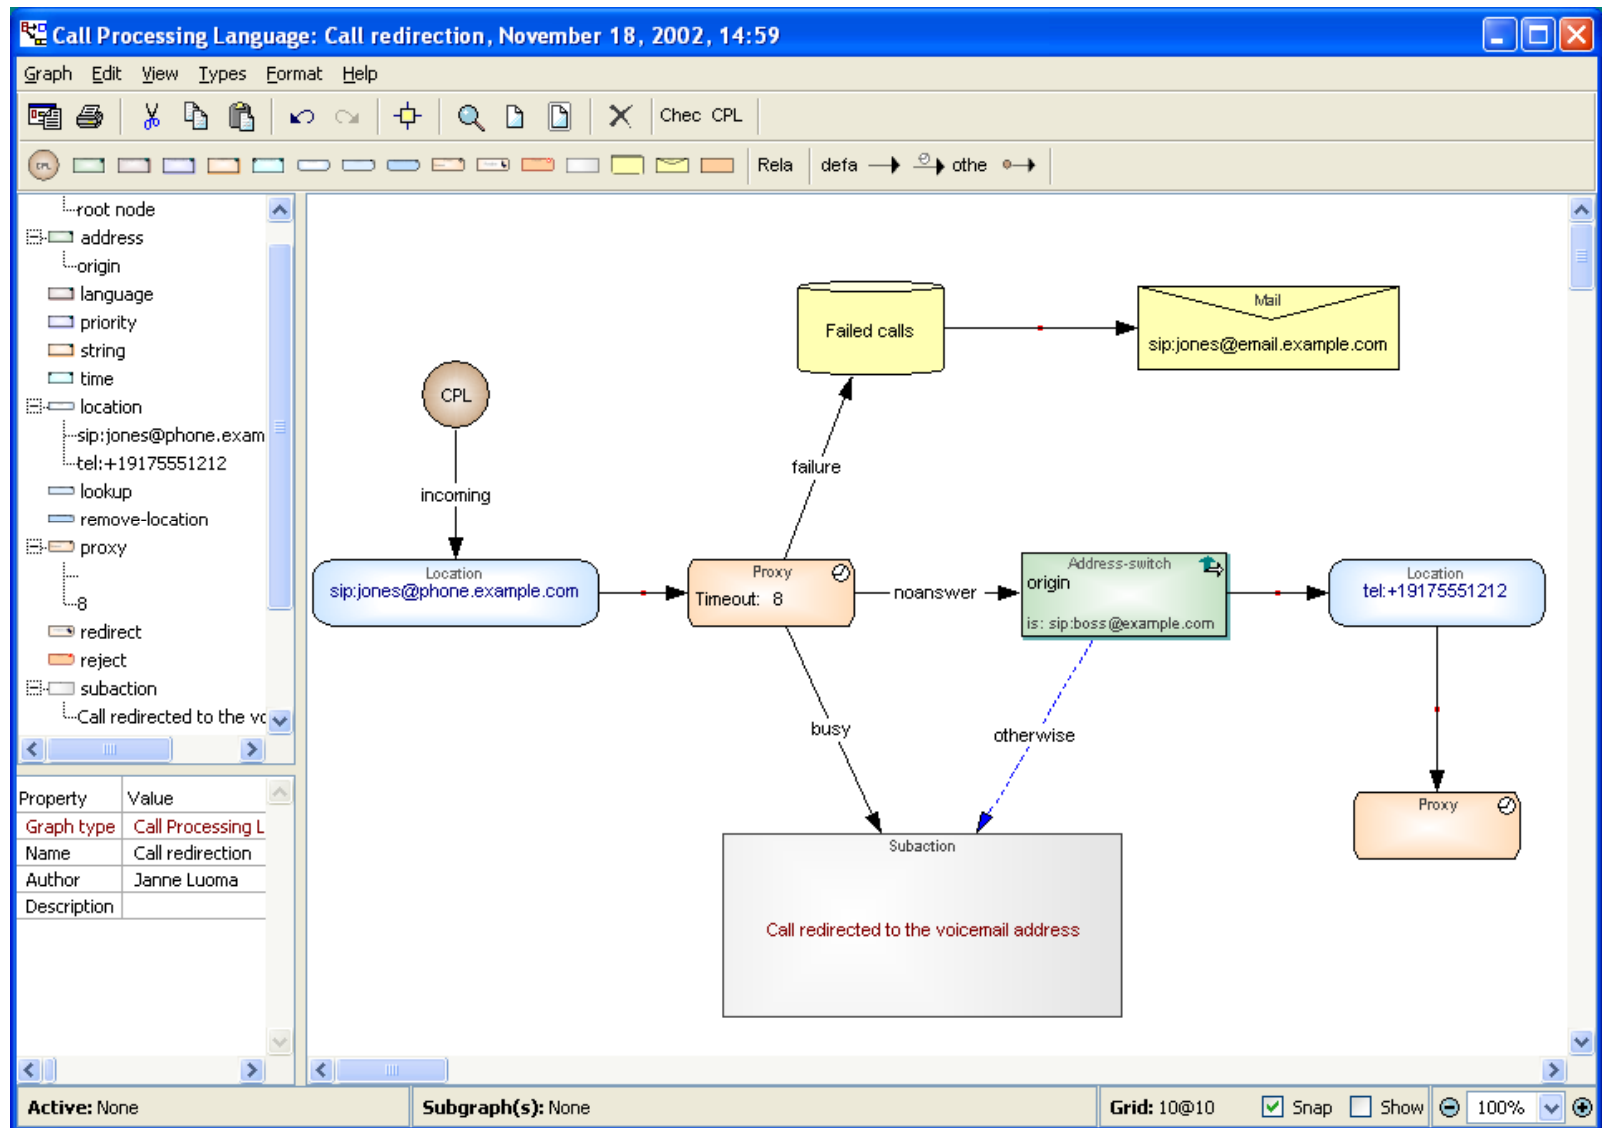 Call Processing Language: Call redirection, November 18, 2002, 14:59
Graph Edit View Types Format Help
Chec CPL
CPL
Rela defa othe
root node
address
origin
language
priority
string
time
location
sip:jones@phone.exam
tel:+19175551212
lookup
remove-location
proxy
8
redirect
reject
subaction
Call redirected to the vc
Property Value
Graph type Call Processing L
Name Call redirection
Author Janne Luoma
Description
CPL
incoming
Location
sip:jones@phone.example.com
Failed calls
Mail
sip:jones@email.example.com
failure
Proxy
Timeout: 8
noanswer
Address-switch
origin
is: sip:boss@example.com
Location
tel:+19175551212
busy
otherwise
Proxy
Subaction
Call redirected to the voicemail address
Active: None
Subgraph(s): None
Grid: 10@10
Snap
Show
100%